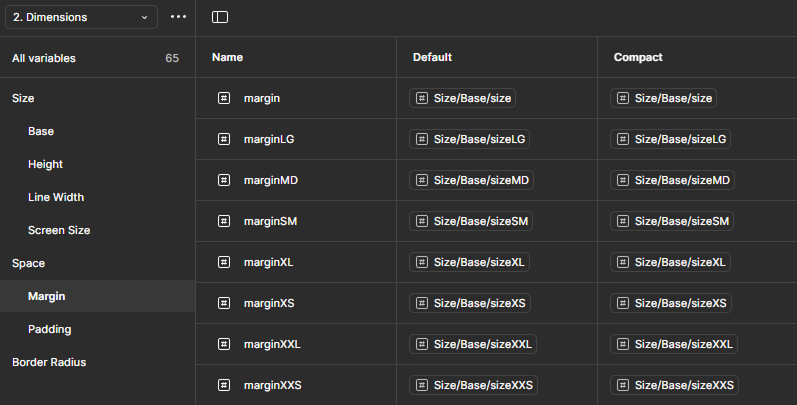 2. Dimensions
All variables 65
Size
Base
Height
Line Width
Screen Size
Space
Margin
Padding
Border Radius
Name Default Compact
margin Size/Base/size Size/Base/size
marginLG Size/Base/sizeLG Size/Base/sizeLG
marginMD Size/Base/sizeMD Size/Base/sizeMD
marginSM Size/Base/sizeSM Size/Base/sizeSM
marginXL Size/Base/sizeXL Size/Base/sizeXL
marginXS Size/Base/sizeXS Size/Base/sizeXS
marginXXL Size/Base/sizeXXL Size/Base/sizeXXL
marginXXS Size/Base/sizeXXS Size/Base/sizeXXS